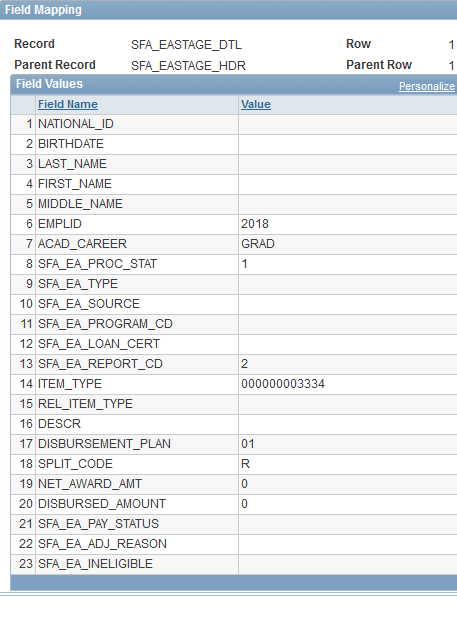 Field Mapping
Record SFA_EASTAGE_DTL Row 1
Parent Record SFA_EASTAGE_HDR Parent Row 1
Field Values Personalize
Field Name Value
1 NATIONAL_ID
2 BIRTHDATE
3 LAST_NAME
4 FIRST_NAME
5 MIDDLE_NAME
6 EMPLID 2018
7 ACAD_CAREER GRAD
8 SFA_EA_PROC_STAT 1
9 SFA_EA_TYPE
10 SFA_EA_SOURCE
11 SFA_EA_PROGRAM_CD
12 SFA_EA_LOAN_CERT
13 SFA_EA_REPORT_CD 2
14 ITEM_TYPE 000000003334
15 REL_ITEM_TYPE
16 DESCR
17 DISBURSEMENT_PLAN 01
18 SPLIT_CODE R
19 NET_AWARD_AMT 0
20 DISBURSED_AMOUNT 0
21 SFA_EA_PAY_STATUS
22 SFA_EA_ADJ_REASON
23 SFA_EA_INELIGIBLE